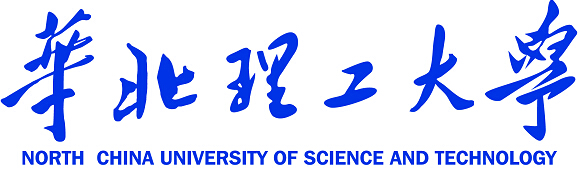 華北理工大學
NORTH CHINA UNIVERSITY OF SCIENCE AND TECHNOLOGY